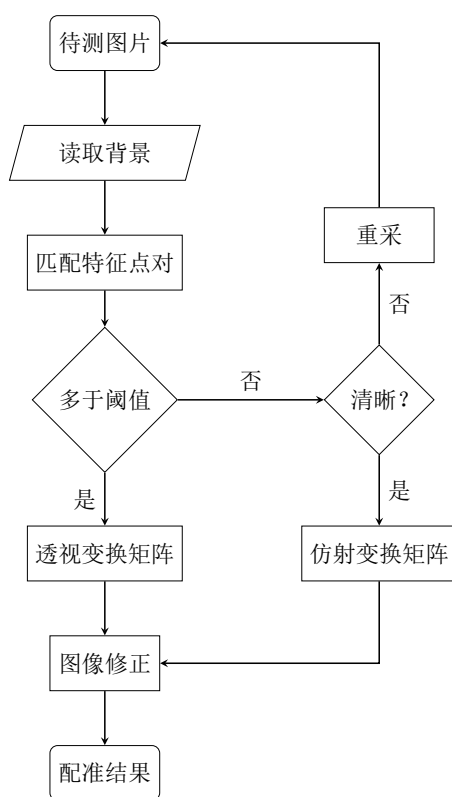 待测图片
读取背景
重采
匹配特征点对
否
否
多于阈值
清晰？
是
是
透视变换矩阵
仿射变换矩阵
图像修正
配准结果